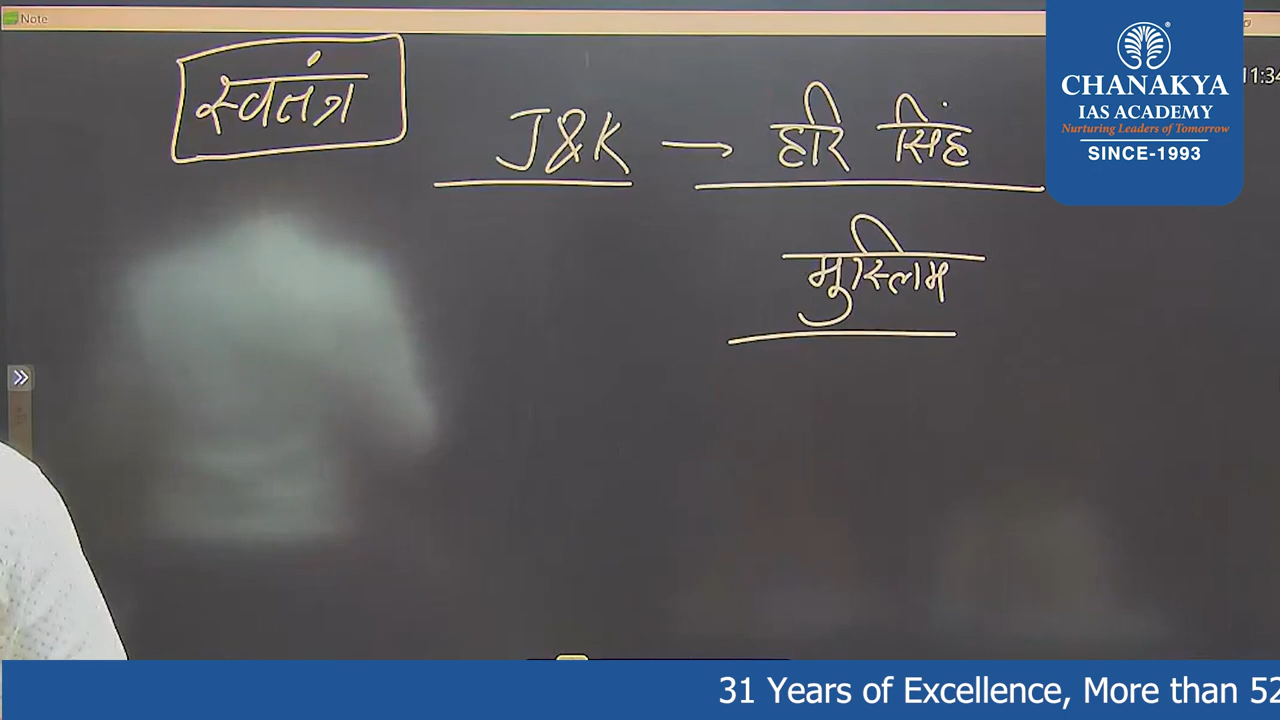 Note
स्वतंत्र
J&K → हरि सिंह
मुस्लिम
CHANAKYA
IAS ACADEMY
Nurturing Leaders of Tomorrow
SINCE-1993
11:34
31 Years of Excellence, More than 52